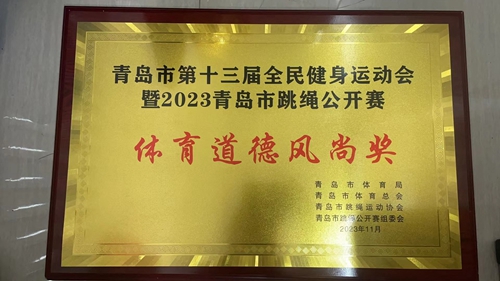 青岛市第十三届全民健身运动会
暨2023青岛市跳绳公开赛
体育道德风尚奖
青岛市体育局
青岛市体育总会
青岛市跳绳运动协会
青岛市跳绳公开赛组委会
2023年11月